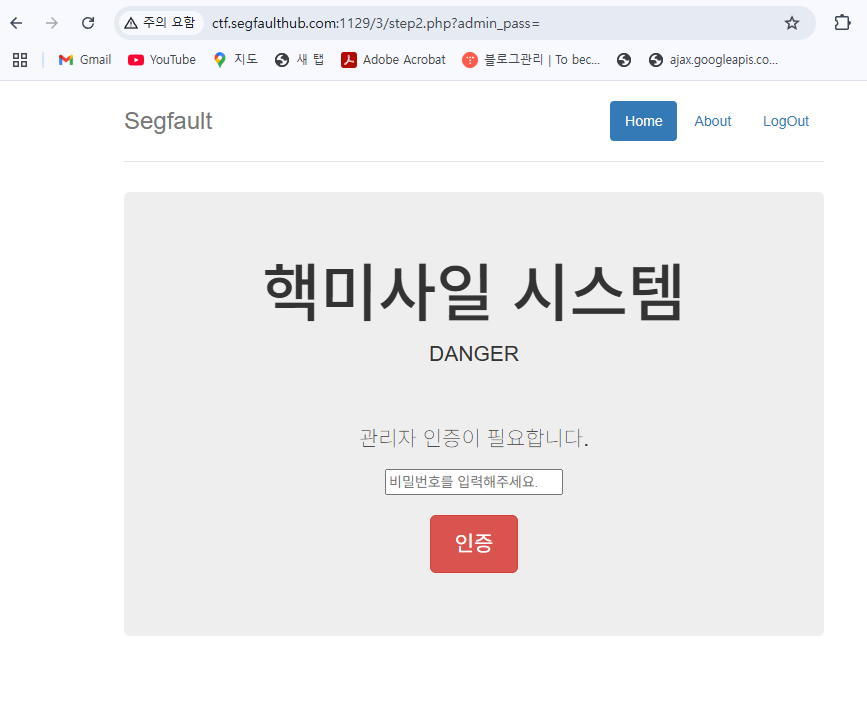 주의 요함 ctf.segfaulthub.com:1129/3/step2.php?admin_pass=
Gmail YouTube 지도 새 탭 Adobe Acrobat 블로그관리 | To bec... ajax.googleapis.co...
Segfault Home About LogOut
핵미사일 시스템
DANGER
관리자 인증이 필요합니다.
비밀번호를 입력해주세요.
인증